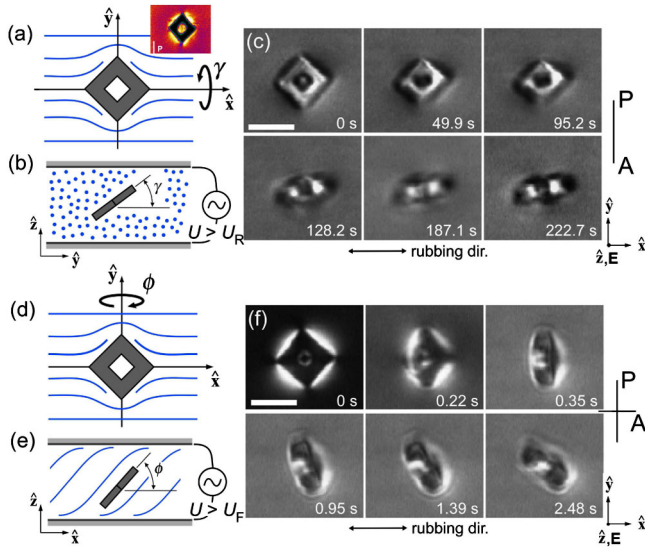 (a)
ŷ
P
γ
x̂
(b)
γ
ẑ
ŷ
U > U_R
(c)
0 s
49.9 s
95.2 s
128.2 s
187.1 s
222.7 s
rubbing dir.
P
A
ŷ
ẑ,E
x̂
(d)
ŷ
ϕ
x̂
(e)
ϕ
ẑ
x̂
U > U_F
(f)
0 s
0.22 s
0.35 s
0.95 s
1.39 s
2.48 s
rubbing dir.
P
A
ŷ
ẑ,E
x̂